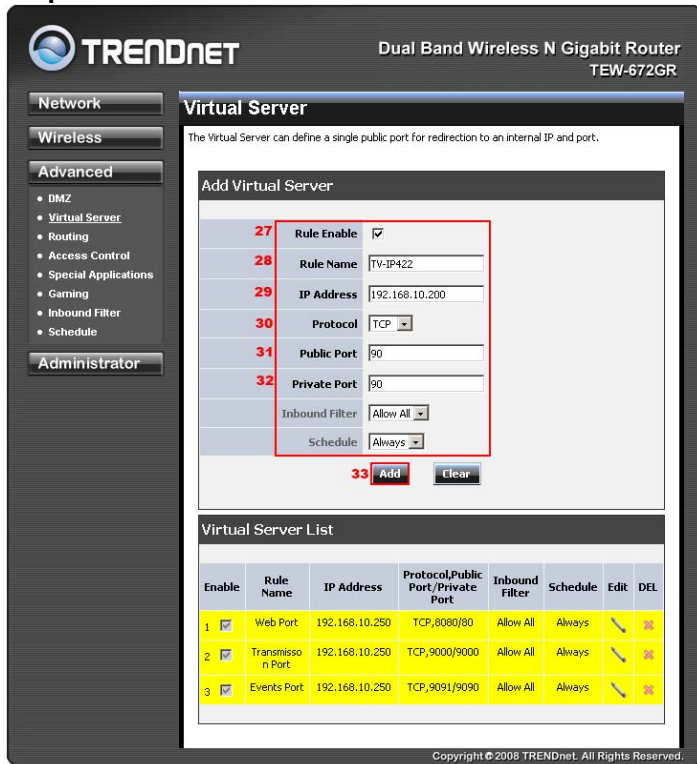 TRENDnet
Dual Band Wireless N Gigabit Router
TEW-672GR
Network
Wireless
Advanced
DMZ
Virtual Server
Routing
Access Control
Special Applications
Gaming
Inbound Filter
Schedule
Administrator
Virtual Server
The Virtual Server can define a single public port for redirection to an internal IP and port.
Add Virtual Server
27 Rule Enable
28 Rule Name TV-IP422
29 IP Address 192.168.10.200
30 Protocol TCP
31 Public Port 90
32 Private Port 90
Inbound Filter Allow All
Schedule Always
33 Add Clear
Virtual Server List
Enable Rule Name IP Address Protocol,Public Port/Private Port Inbound Filter Schedule Edit DEL
1 Web Port 192.168.10.250 TCP,8080/80 Allow All Always
2 Transmisso n Port 192.168.10.250 TCP,9000/9000 Allow All Always
3 Events Port 192.168.10.250 TCP,9091/9090 Allow All Always
Copyright © 2008 TRENDnet. All Rights Reserved.